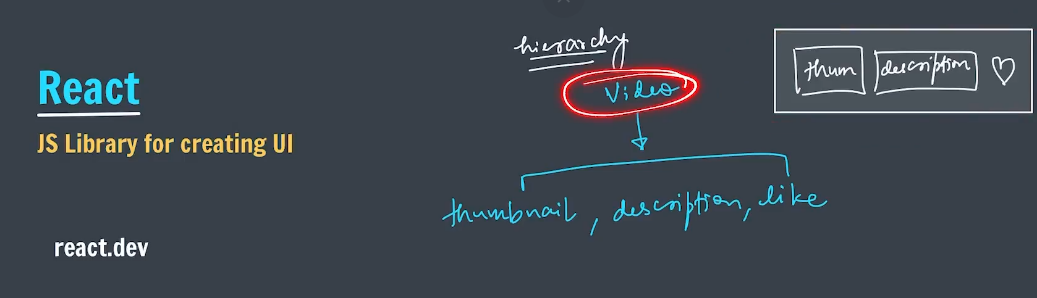 React
JS Library for creating UI
react.dev
hierarchy
Video
thumbnail, description, like
thum description